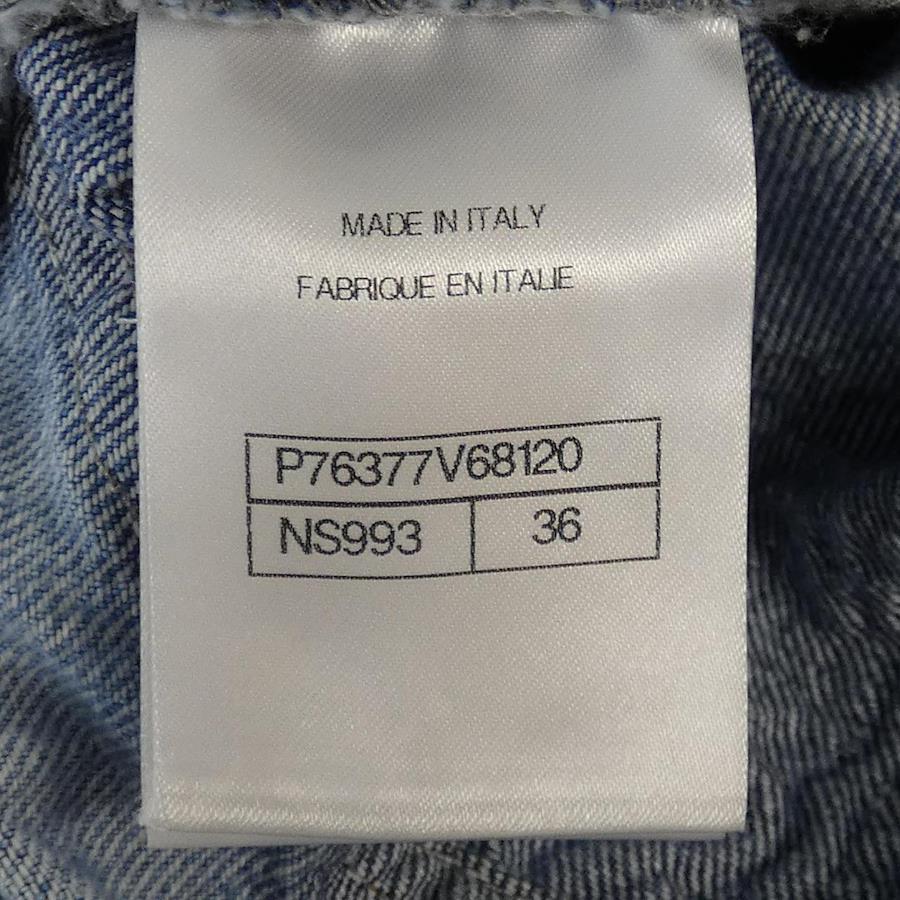 MADE IN ITALY
FABRIQUE EN ITALIE
P76377V68120
NS993 36